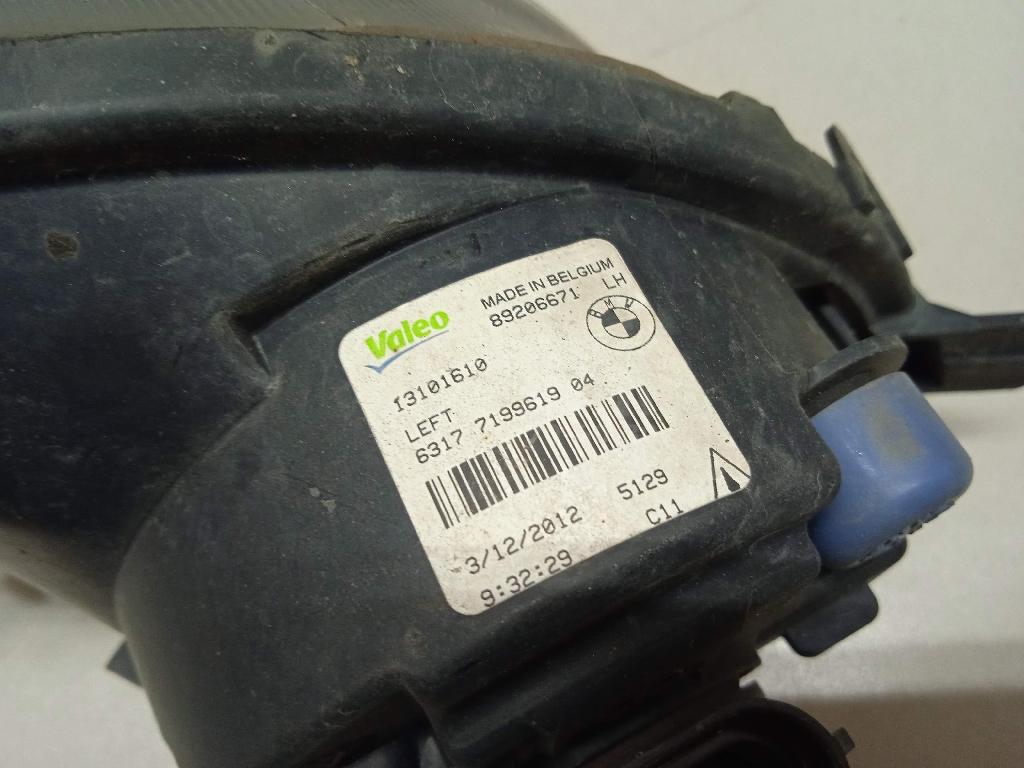 Valeo
MADE IN BELGIUM
89206671 LH
BMW
13101610
LEFT
6317 7199619 04
3/12/2012 5129
9:32:29 C11